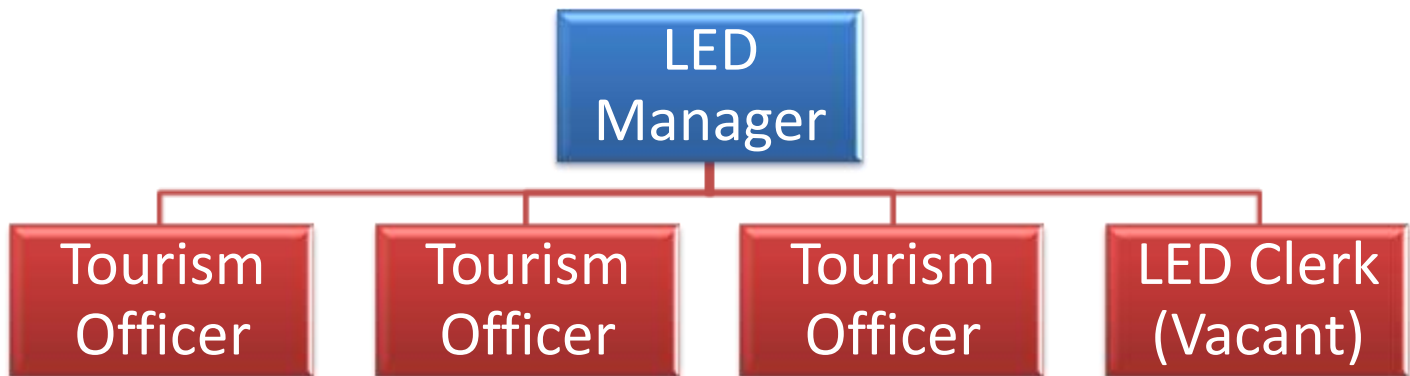 LED
Manager
Tourism
Officer
Tourism
Officer
Tourism
Officer
LED Clerk
(Vacant)